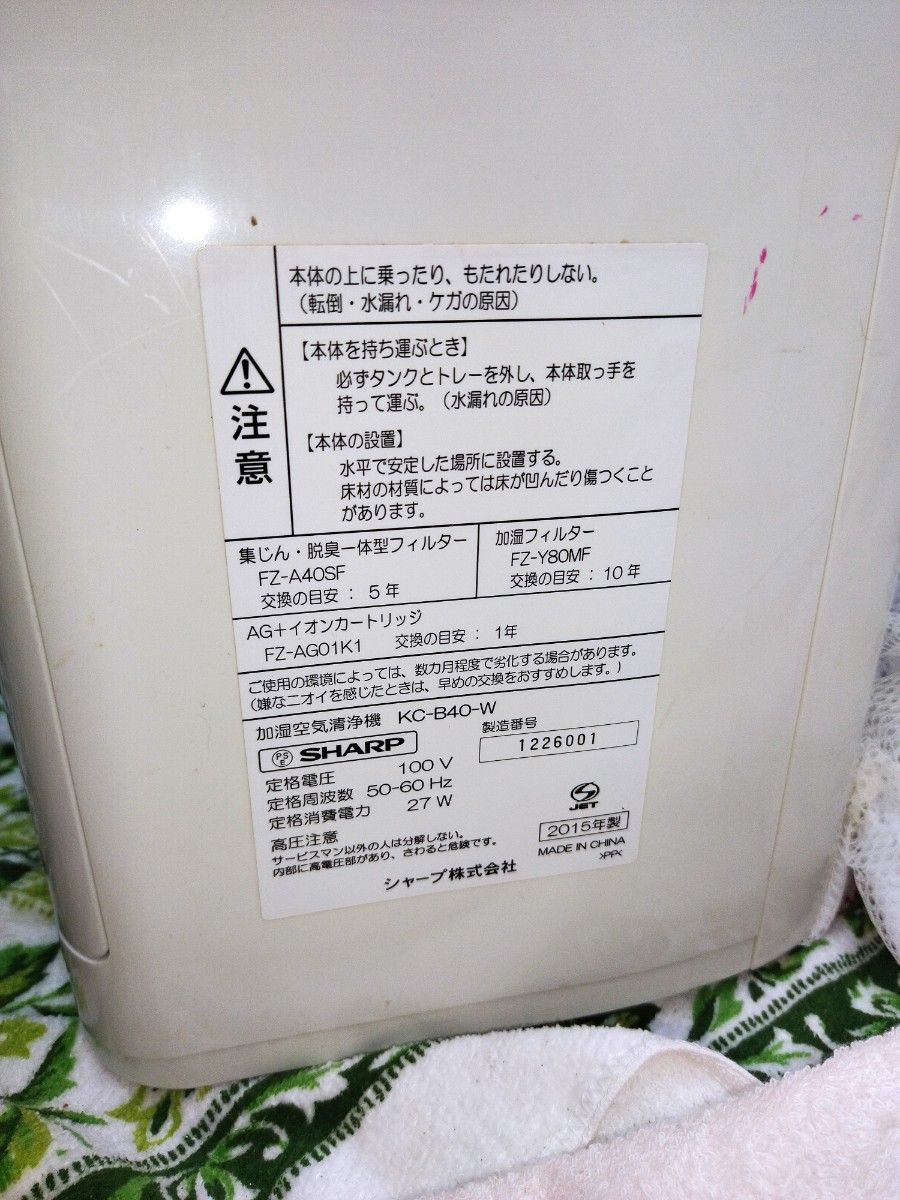 本体の上に乗ったり、もたれたりしない。
(転倒・水漏れ・ケガの原因)
注意
【本体を持ち運ぶとき】
必ずタンクとトレーを外し、本体取っ手を
持って運ぶ。(水漏れの原因)
【本体の設置】
水平で安定した場所に設置する。
床材の材質によっては床が凹んだり傷つくこと
があります。
集じん・脱臭一体型フィルター
FZ-A40SF
交換の目安 : 5年
加湿フィルター
FZ-Y80MF
交換の目安 : 10年
AG+イオンカートリッジ
FZ-AG01K1 交換の目安 : 1年
ご使用の環境によっては、数カ月程度で劣化する場合があります。
(嫌なニオイを感じたときは、早めの交換をおすすめします。)
加湿空気清浄機 KC-B40-W
PSE SHARP
製造番号
1226001
定格電圧 100 V
定格周波数 50-60 Hz
定格消費電力 27 W
高圧注意
サービスマン以外の人は分解しない。
内部に高電圧部があり、さわると危険です。
JET
2015年製
MADE IN CHINA
>PP<
シャープ株式会社